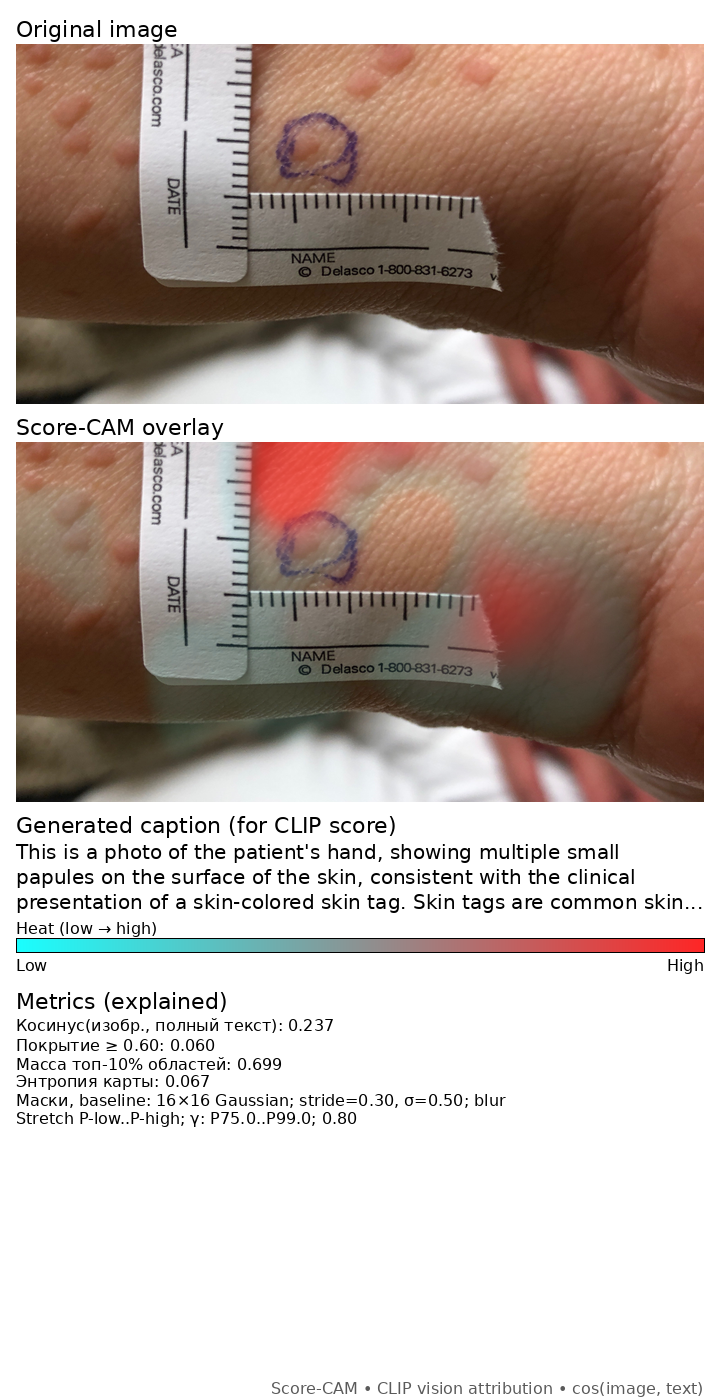 Original image
elasco.com
DATE
NAME
© Delasco 1-800-831-6273
Score-CAM overlay
elasco.com
DATE
NAME
© Delasco 1-800-831-6273
Generated caption (for CLIP score)
This is a photo of the patient's hand, showing multiple small
papules on the surface of the skin, consistent with the clinical
presentation of a skin-colored skin tag. Skin tags are common skin...
Heat (low → high)
Low High
Metrics (explained)
Косинус(изобр., полный текст): 0.237
Покрытие ≥ 0.60: 0.060
Масса топ-10% областей: 0.699
Энтропия карты: 0.067
Маски, baseline: 16×16 Gaussian; stride=0.30, σ=0.50; blur
Stretch P-low..P-high; γ: P75.0..P99.0; 0.80
Score-CAM • CLIP vision attribution • cos(image, text)